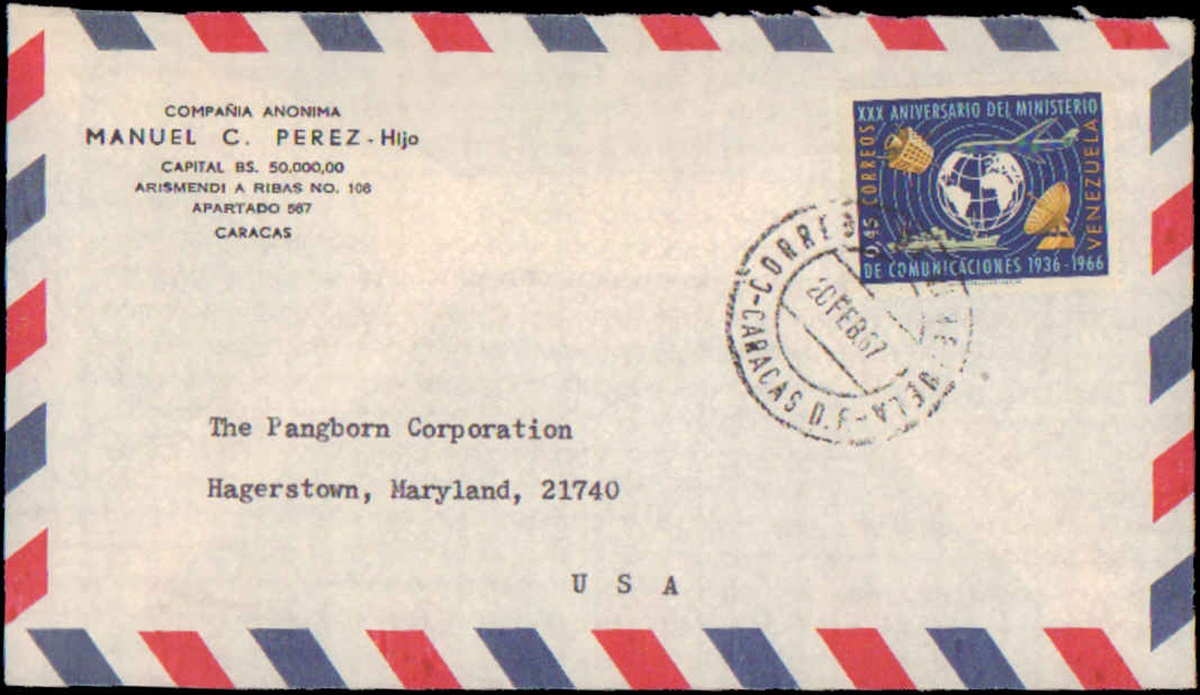 COMPAÑIA ANONIMA
MANUEL C. PEREZ - Hijo
CAPITAL BS. 50.000,00
ARISMENDI A RIBAS NO. 108
APARTADO 567
CARACAS
XXX ANIVERSARIO DEL MINISTERIO
0,45 CORREOS
VENEZUELA
DE COMUNICACIONES 1936-1966
20 FEB 67
CARACAS D.F.
The Pangborn Corporation
Hagerstown, Maryland, 21740
U S A